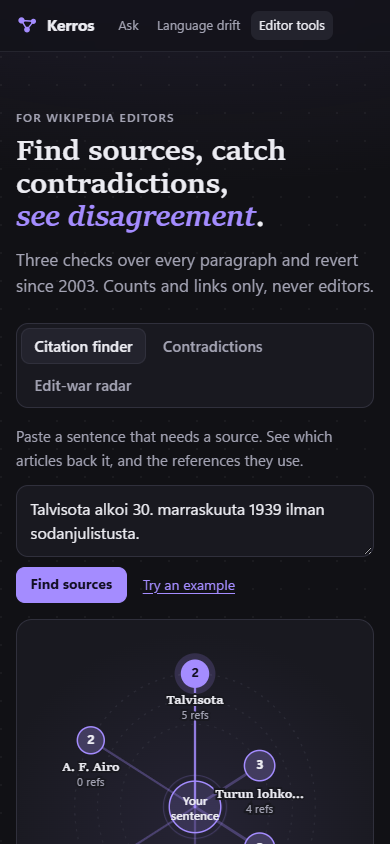 Kerros Ask Language drift Editor tools
FOR WIKIPEDIA EDITORS
Find sources, catch
contradictions,
see disagreement.
Three checks over every paragraph and revert
since 2003. Counts and links only, never editors.
Citation finder Contradictions
Edit-war radar
Paste a sentence that needs a source. See which
articles back it, and the references they use.
Talvisota alkoi 30. marraskuuta 1939 ilman
sodanjulistusta.
Find sources Try an example
2
Talvisota
5 refs
2
A. F. Airo
0 refs
3
Turun lohko...
4 refs
Your
sentence